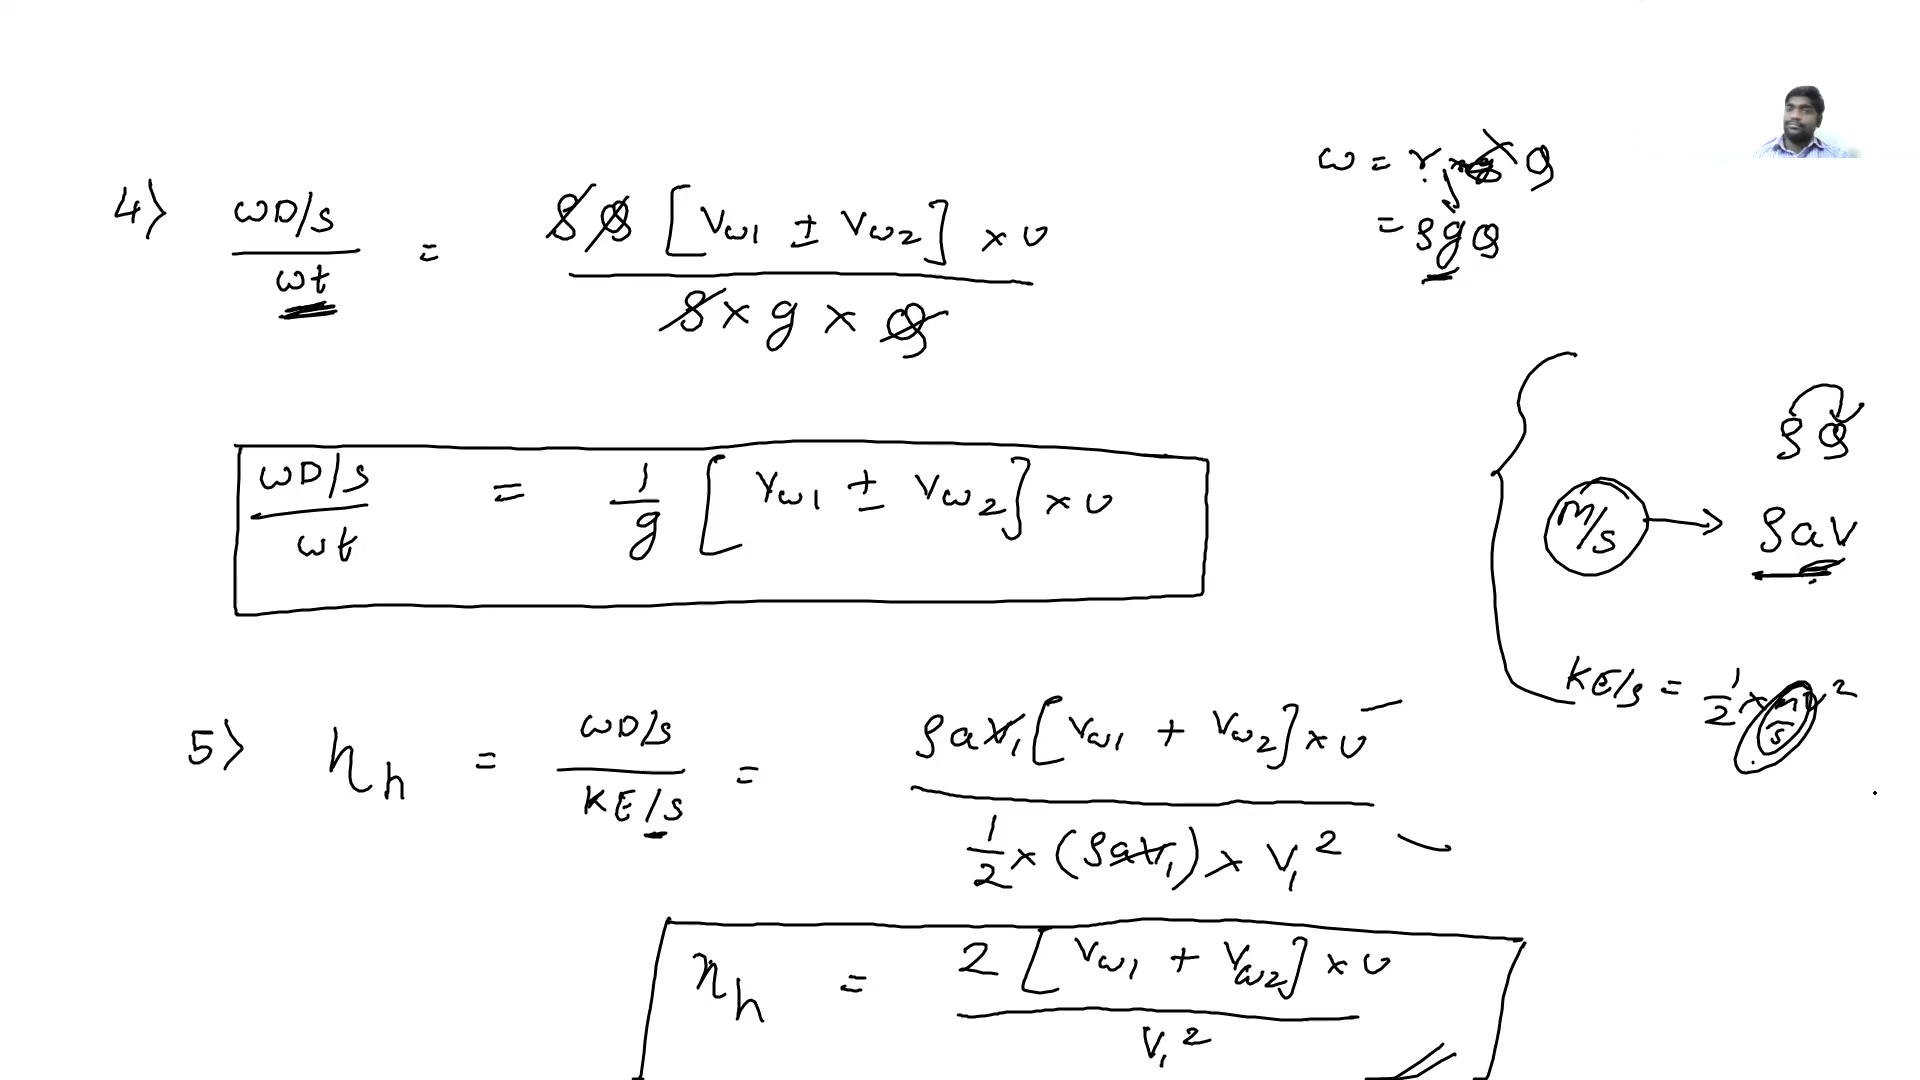 4) WD/s / wt = ρQ [Vw1 ± Vw2] × u / ρ × g × Q
w = γ × Q
= ρgQ
WD/s / wt = 1/g [Vw1 ± Vw2] × u
ρQ
M/s → ρav
KE/s = 1/2 × m/s v²
5) ηh = WD/s / KE/s = ρaV₁ [Vw1 + Vw2] × u / 1/2 × (ρaV₁) × V₁²
ηh = 2 [Vw1 + Vw2] × u / V₁²